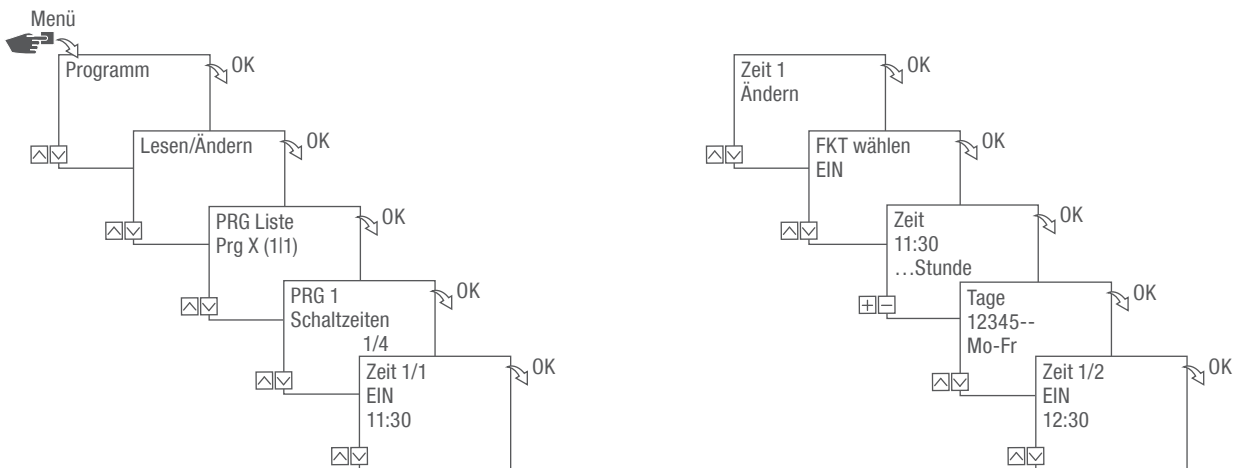 Menü
Programm
OK
Lesen/Ändern
OK
PRG Liste
Prg X (1|1)
OK
PRG 1
Schaltzeiten
1/4
OK
Zeit 1/1
EIN
11:30
OK
Zeit 1
Ändern
OK
FKT wählen
EIN
OK
Zeit
11:30
...Stunde
OK
Tage
12345--
Mo-Fr
OK
Zeit 1/2
EIN
12:30
OK